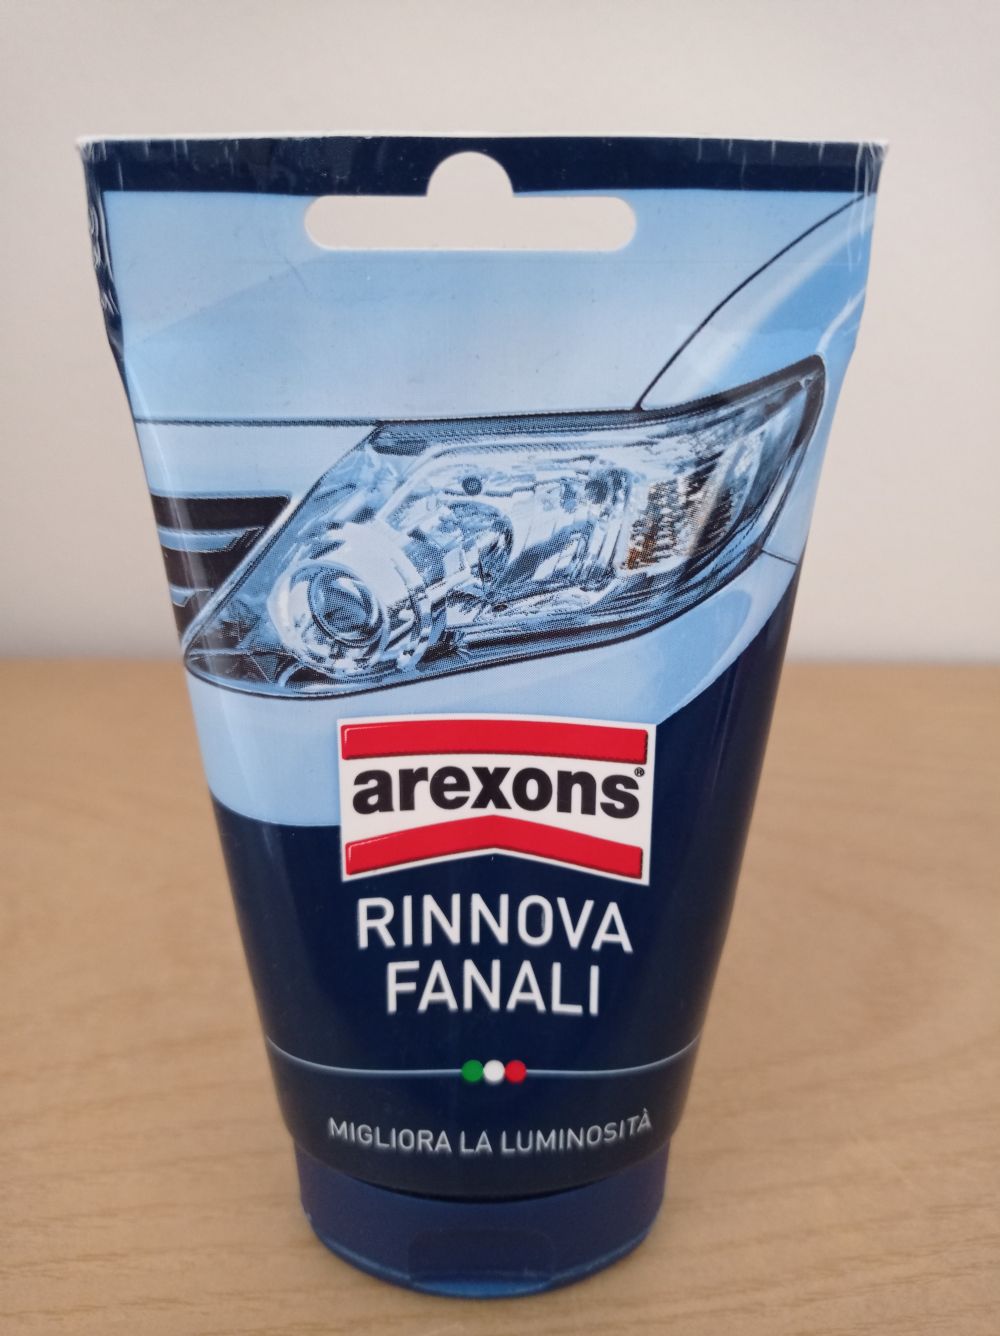 arexons®
RINNOVA
FANALI
MIGLIORA LA LUMINOSITÀ